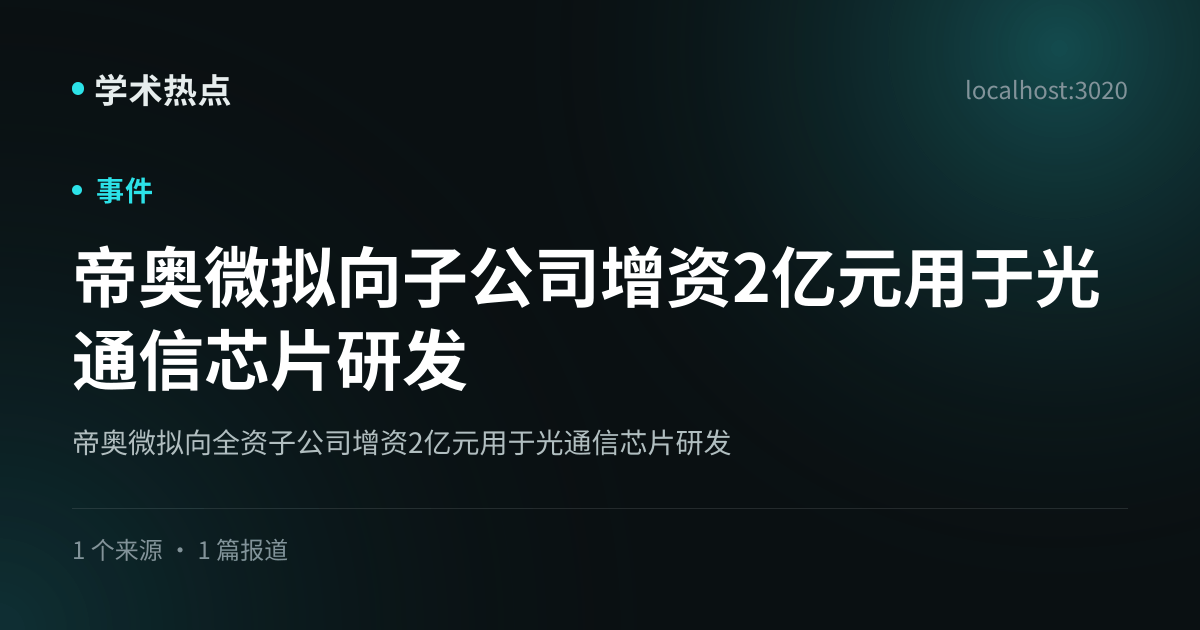 学术热点
localhost:3020
事件
帝奥微拟向子公司增资2亿元用于光
通信芯片研发
帝奥微拟向全资子公司增资2亿元用于光通信芯片研发
1 个来源 · 1 篇报道